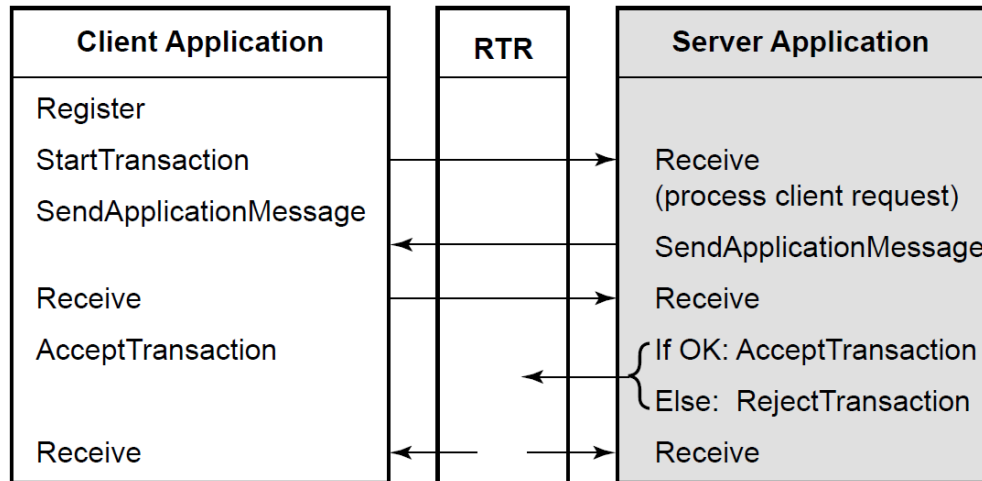 Client Application
RTR
Server Application
Register
StartTransaction
Receive
(process client request)
SendApplicationMessage
SendApplicationMessage
Receive
Receive
AcceptTransaction
If OK: AcceptTransaction
Else: RejectTransaction
Receive
Receive